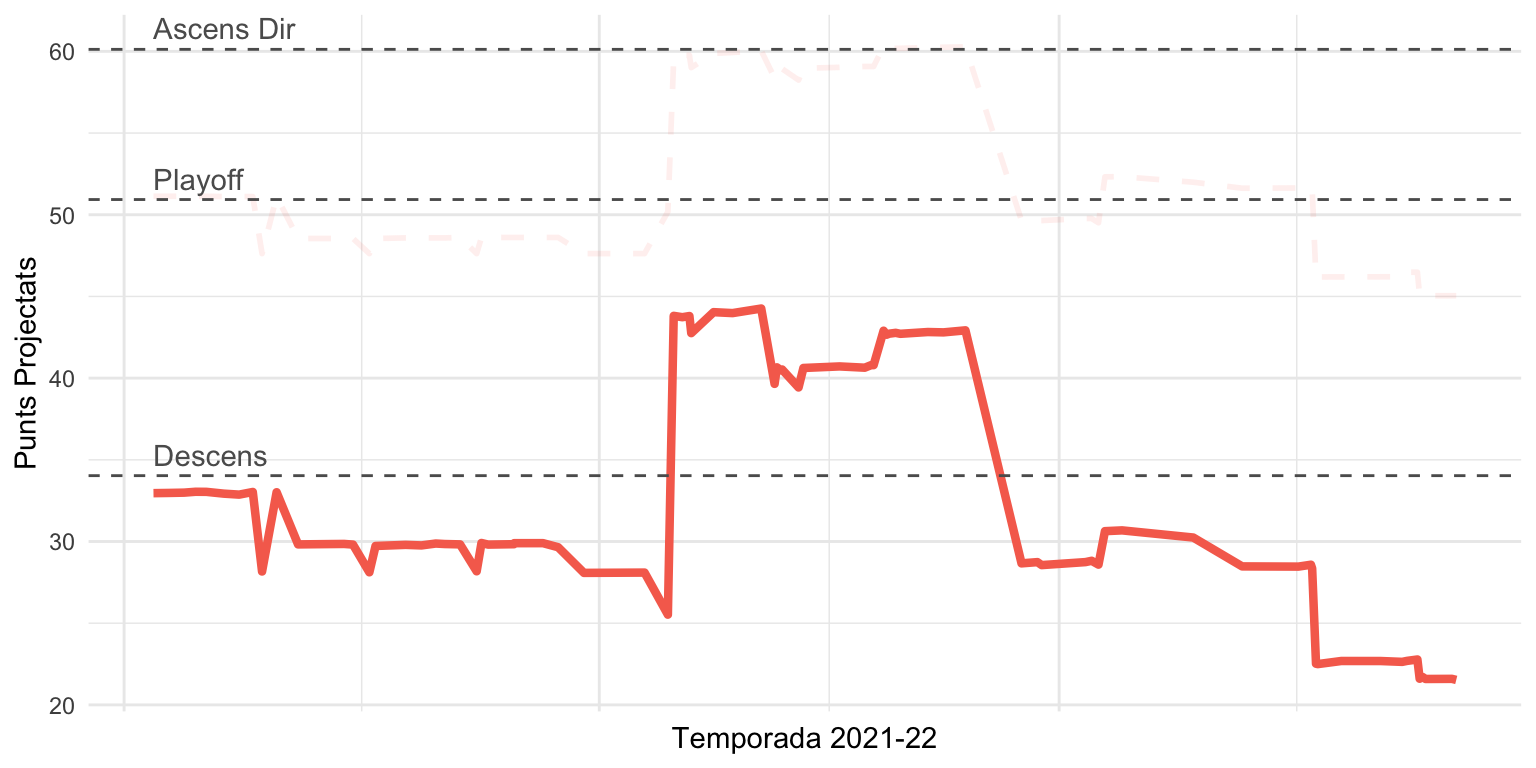 Ascens Dir
60
Playoff
50
Punts Projectats
40
Descens
30
20
Temporada 2021-22